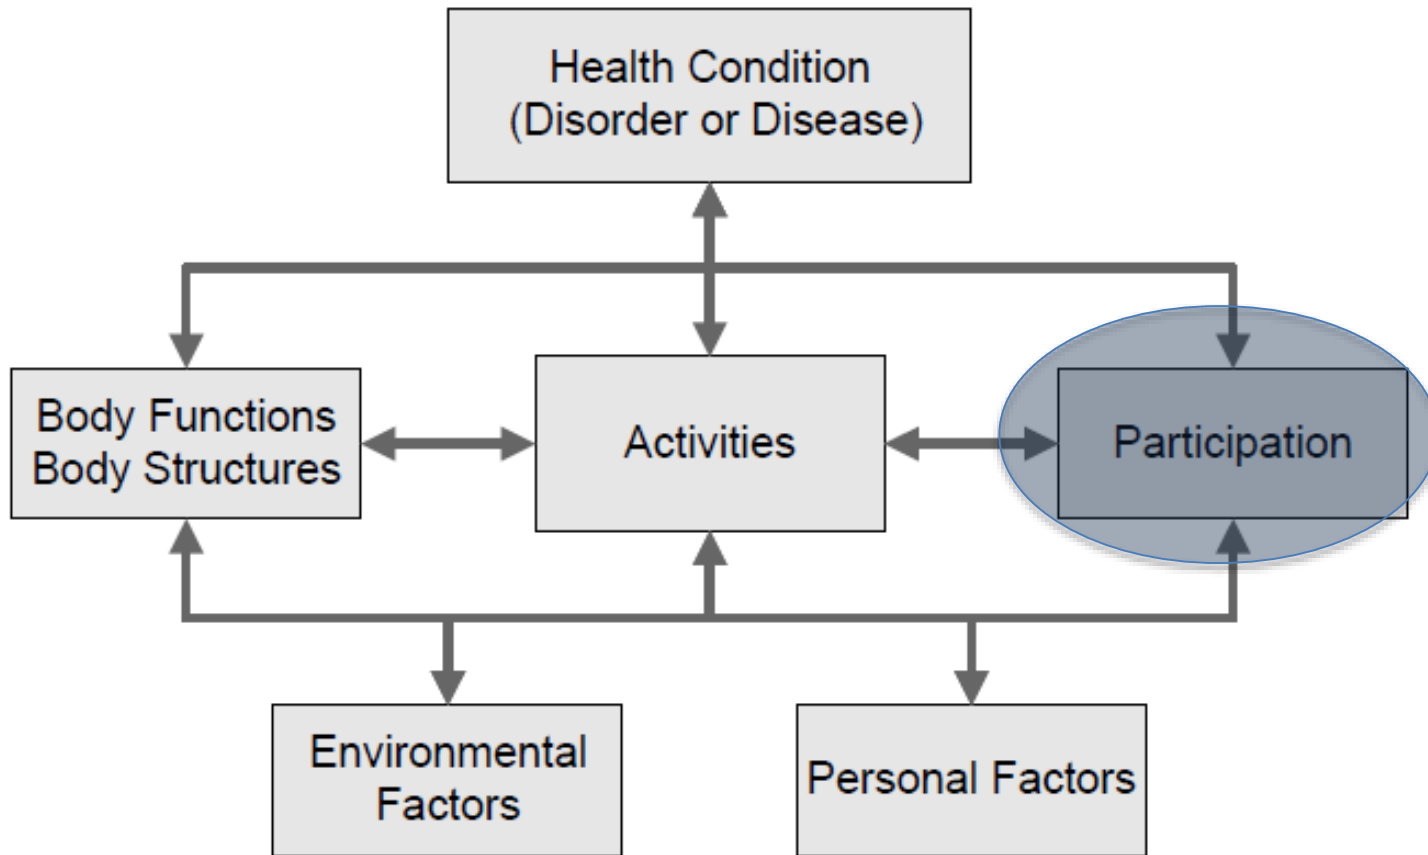 Health Condition
(Disorder or Disease)
Body Functions
Body Structures
Activities
Participation
Environmental
Factors
Personal Factors